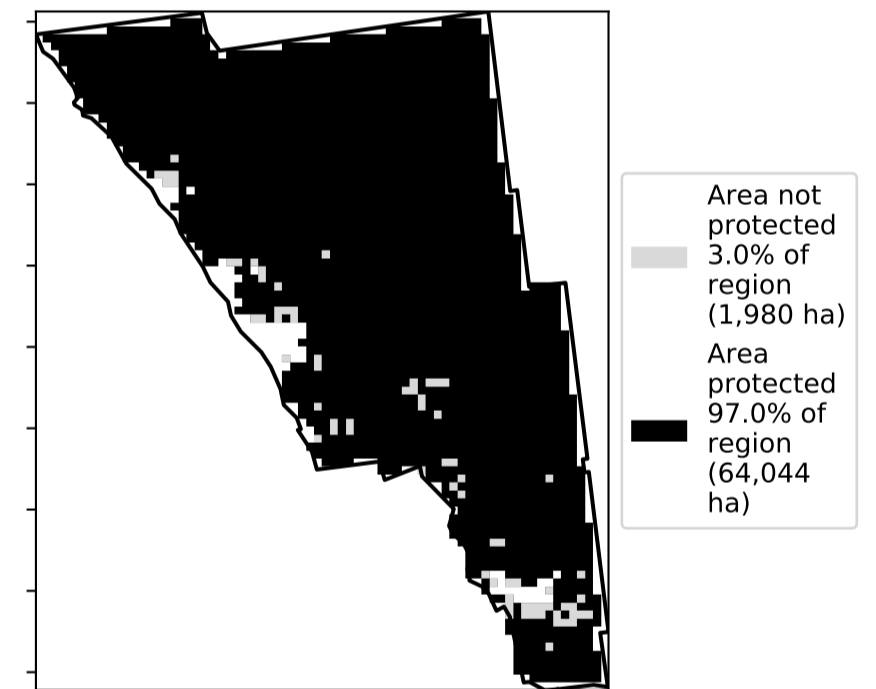 Area not
protected
3.0% of
region
(1,980 ha)
Area
protected
97.0% of
region
(64,044
ha)